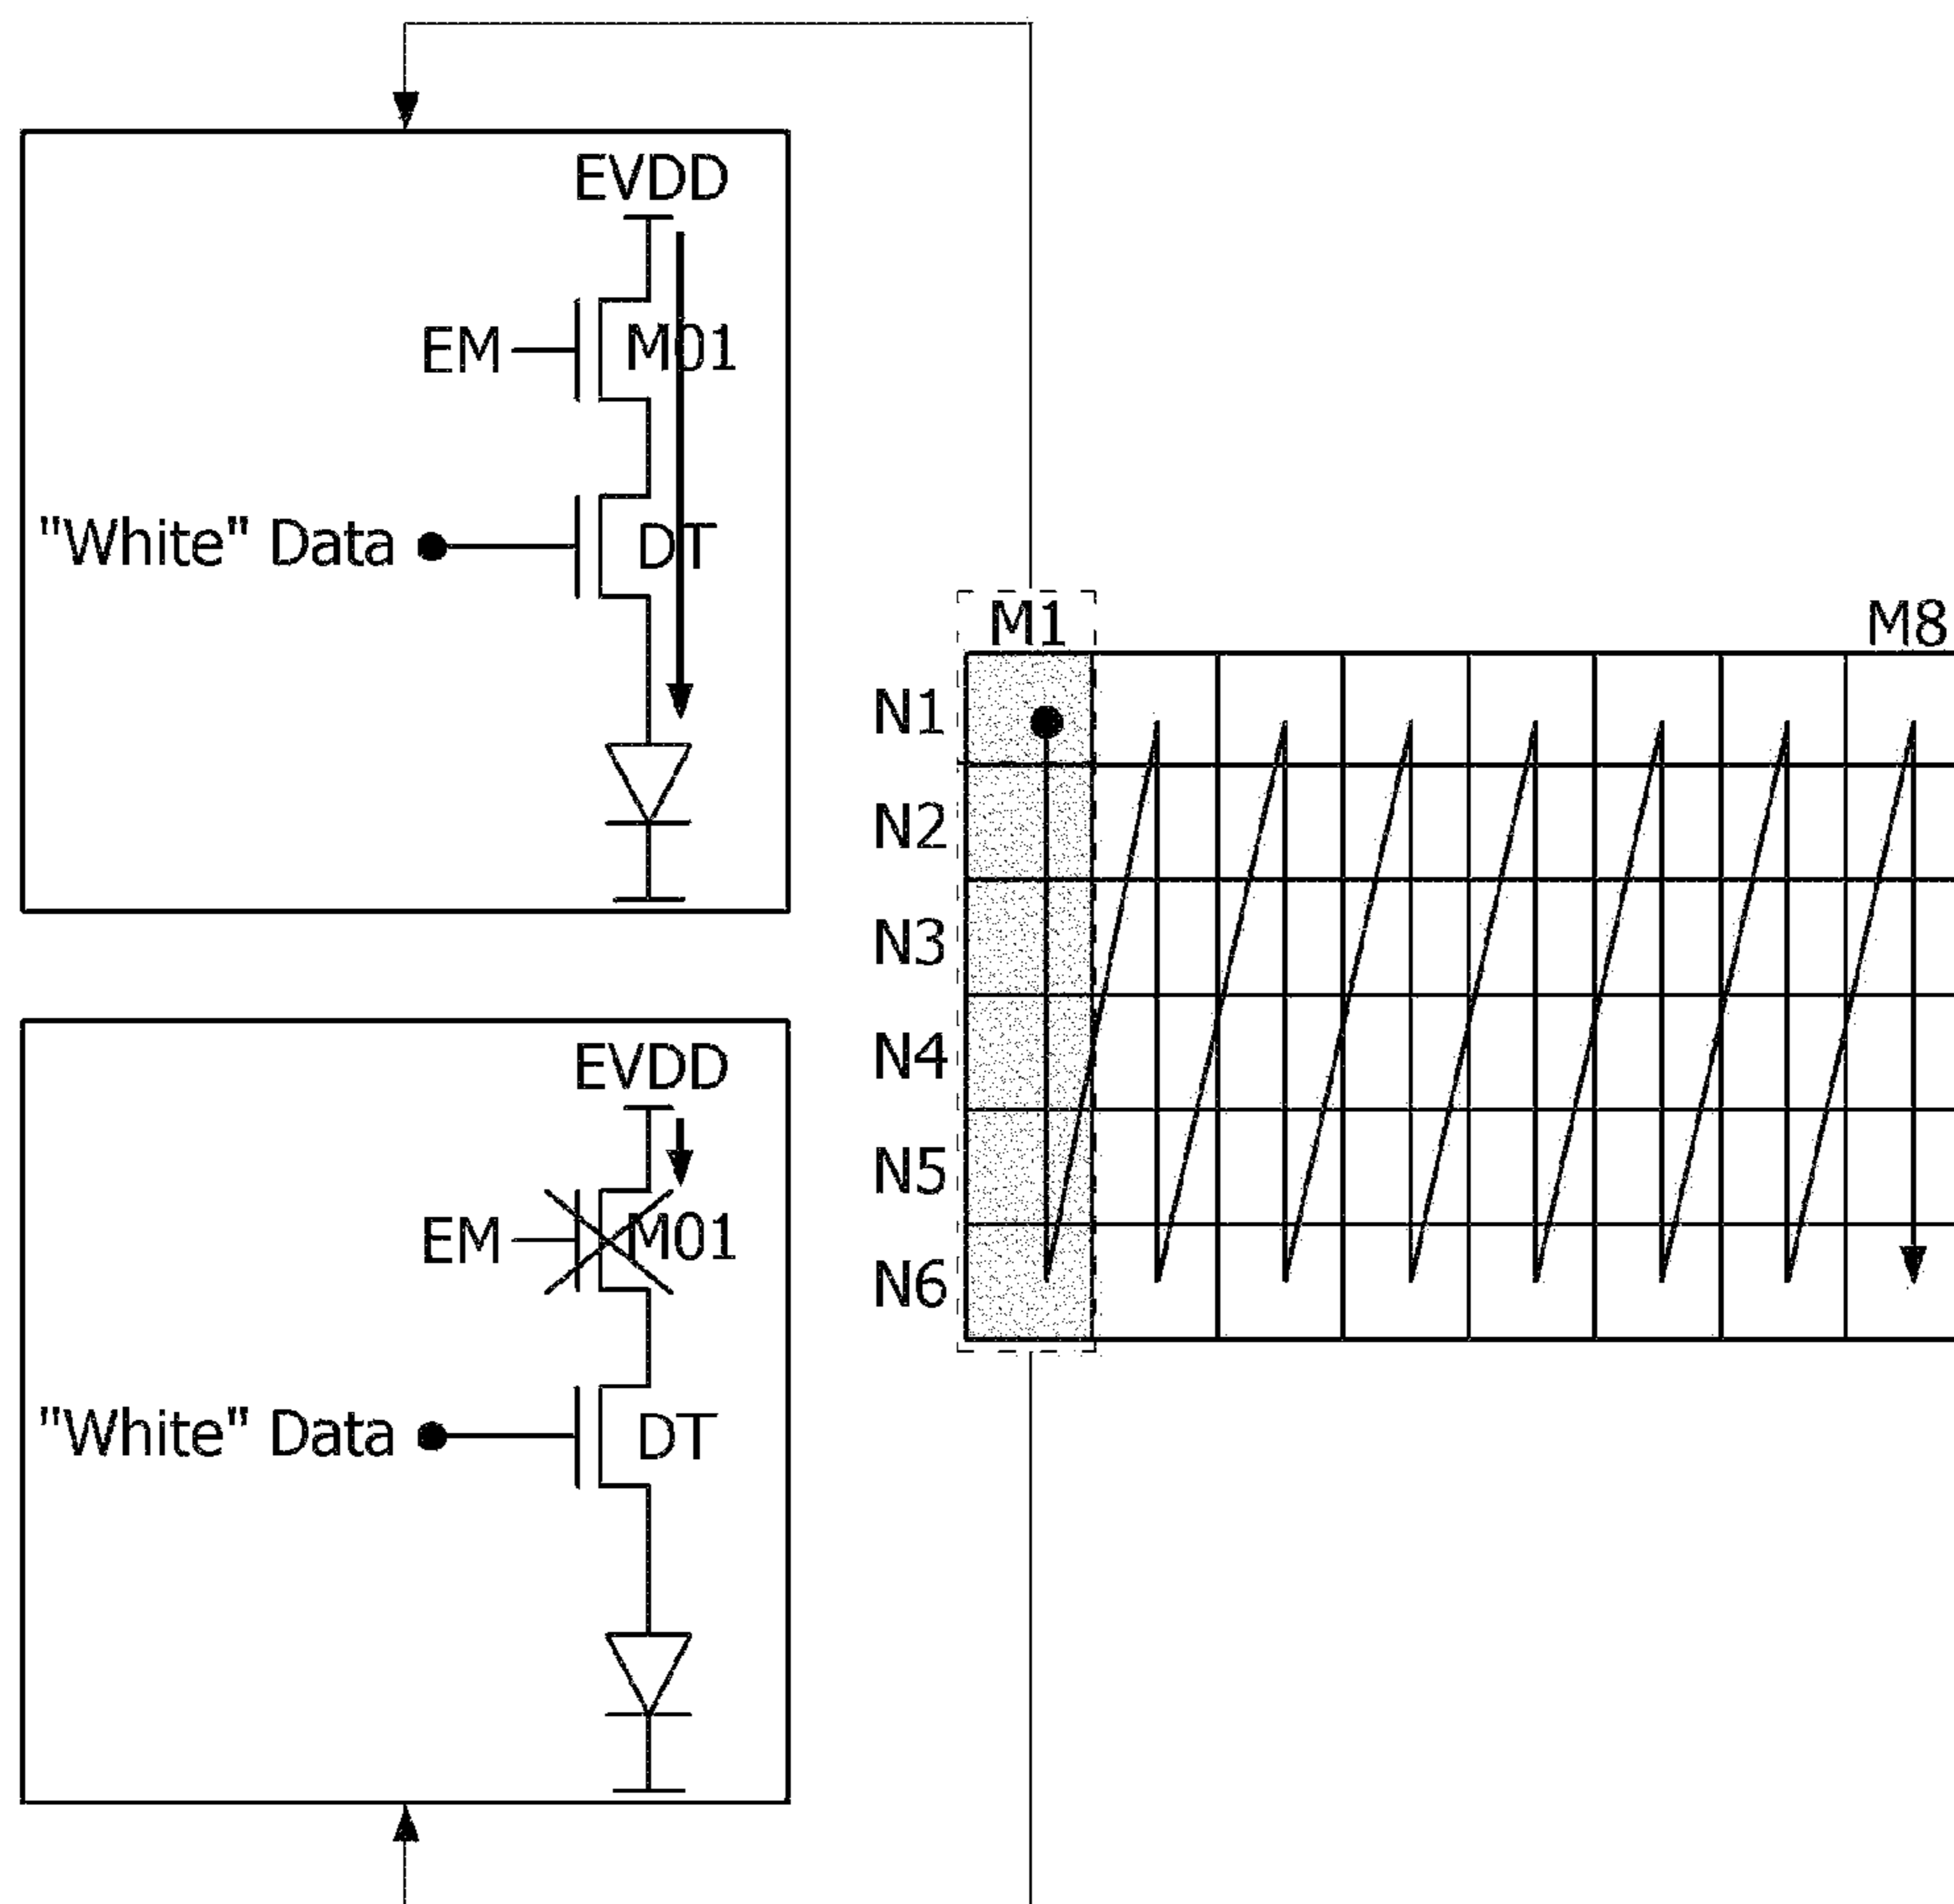 EVDD
EM M01
"White" Data DT
M1 M8
N1
N2
N3
N4
N5
N6
EVDD
EM M01
"White" Data DT